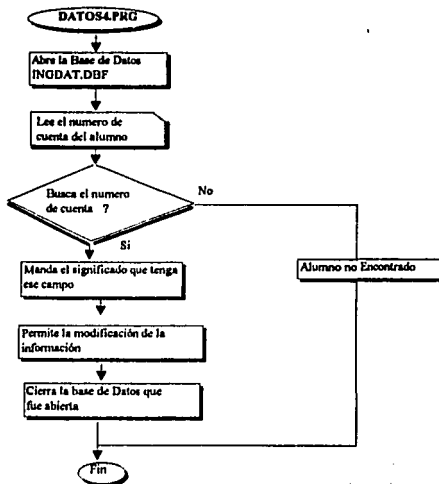 DATOS4.PRG
Abre la Base de Datos
INGDAT.DBF
Lee el numero de
cuenta del alumno
Busca el numero
de cuenta ?
No
Si
Manda el significado que tenga
ese campo
Alumno no Encontrado
Permite la modificación de la
información
Cierra la base de Datos que
fue abierta
Fin